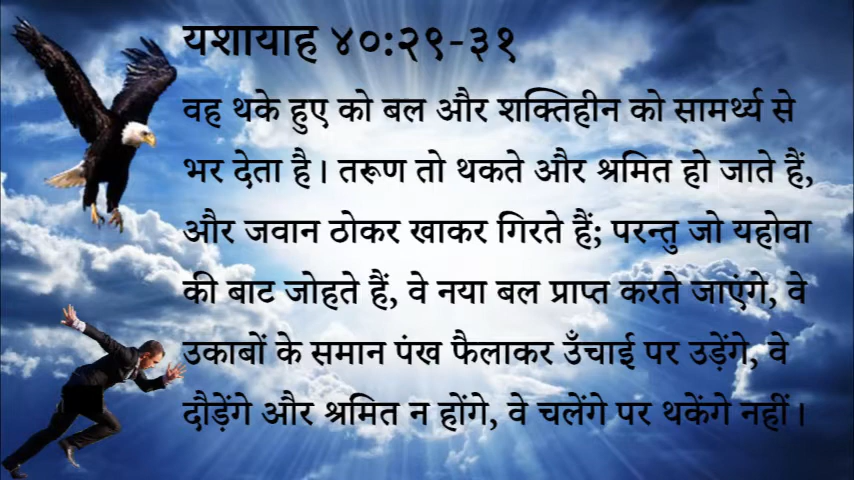 यशायाह ४०:२९-३१
वह थके हुए को बल और शक्तिहीन को सामर्थ्य से
भर देता है। तरूण तो थकते और श्रमित हो जाते हैं,
और जवान ठोकर खाकर गिरते हैं; परन्तु जो यहोवा
की बाट जोहते हैं, वे नया बल प्राप्त करते जाएंगे, वे
उकाबों के समान पंख फैलाकर उँचाई पर उड़ेंगे, वे
दौड़ेंगे और श्रमित न होंगे, वे चलेंगे पर थकेंगे नहीं।